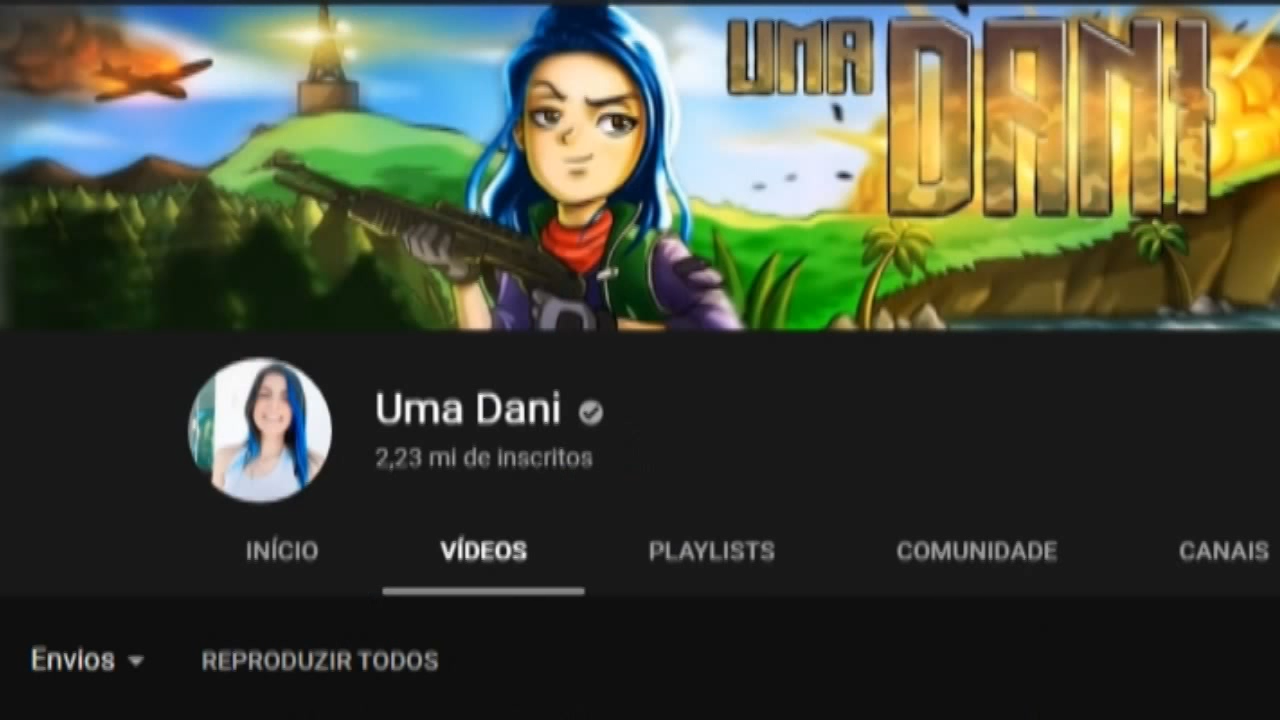 UMA DANI
Uma Dani
2,23 mi de inscritos
INÍCIO VÍDEOS PLAYLISTS COMUNIDADE CANAIS
Envios REPRODUZIR TODOS